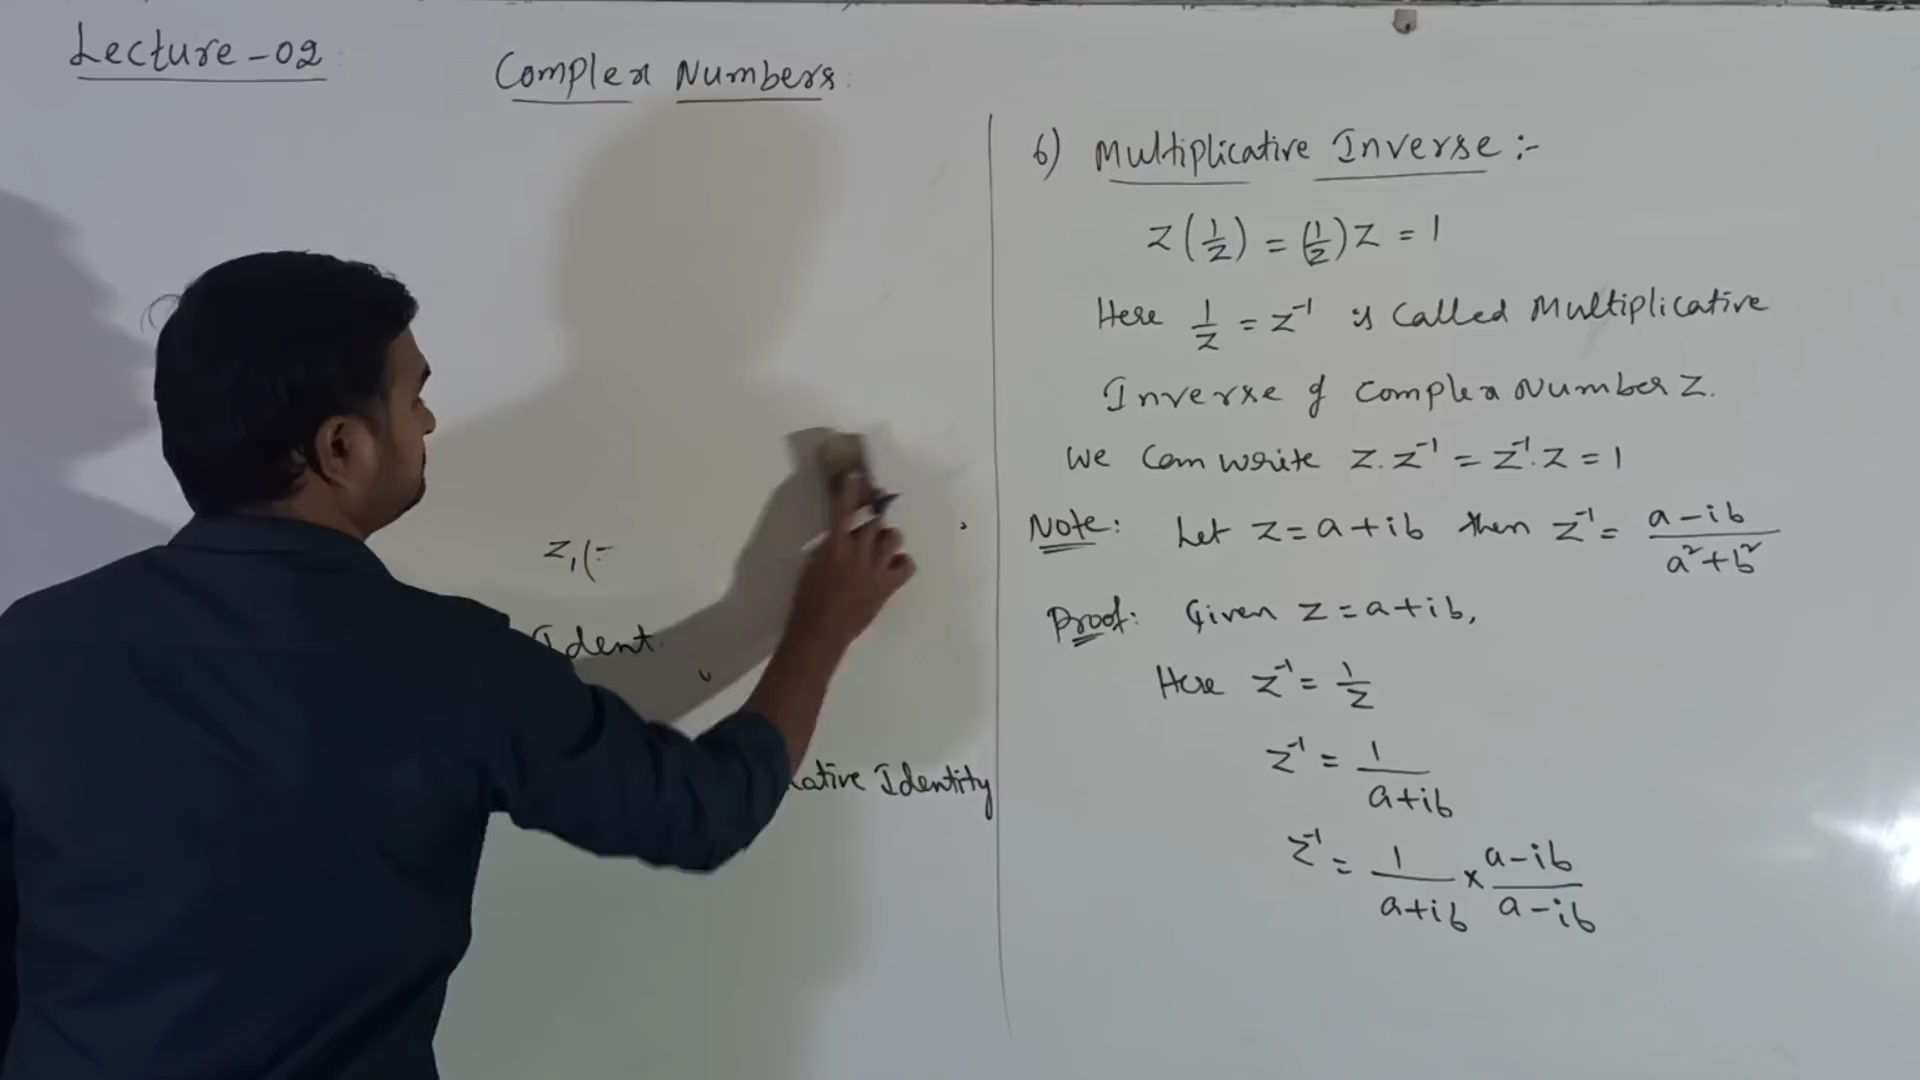 Lecture-02
Complex Numbers
z₁(-
Ident
cative Identity
6) Multiplicative Inverse :-
z(1/z) = (1/z)z = 1
Here 1/z = z⁻¹ is called Multiplicative
Inverse of Complex Number z.
We Can write z.z⁻¹ = z⁻¹.z = 1
Note: Let z = a+ib then z⁻¹ = (a-ib)/(a²+b²)
Proof: Given z = a+ib,
Here z⁻¹ = 1/z
z⁻¹ = 1/(a+ib)
z⁻¹ = 1/(a+ib) × (a-ib)/(a-ib)